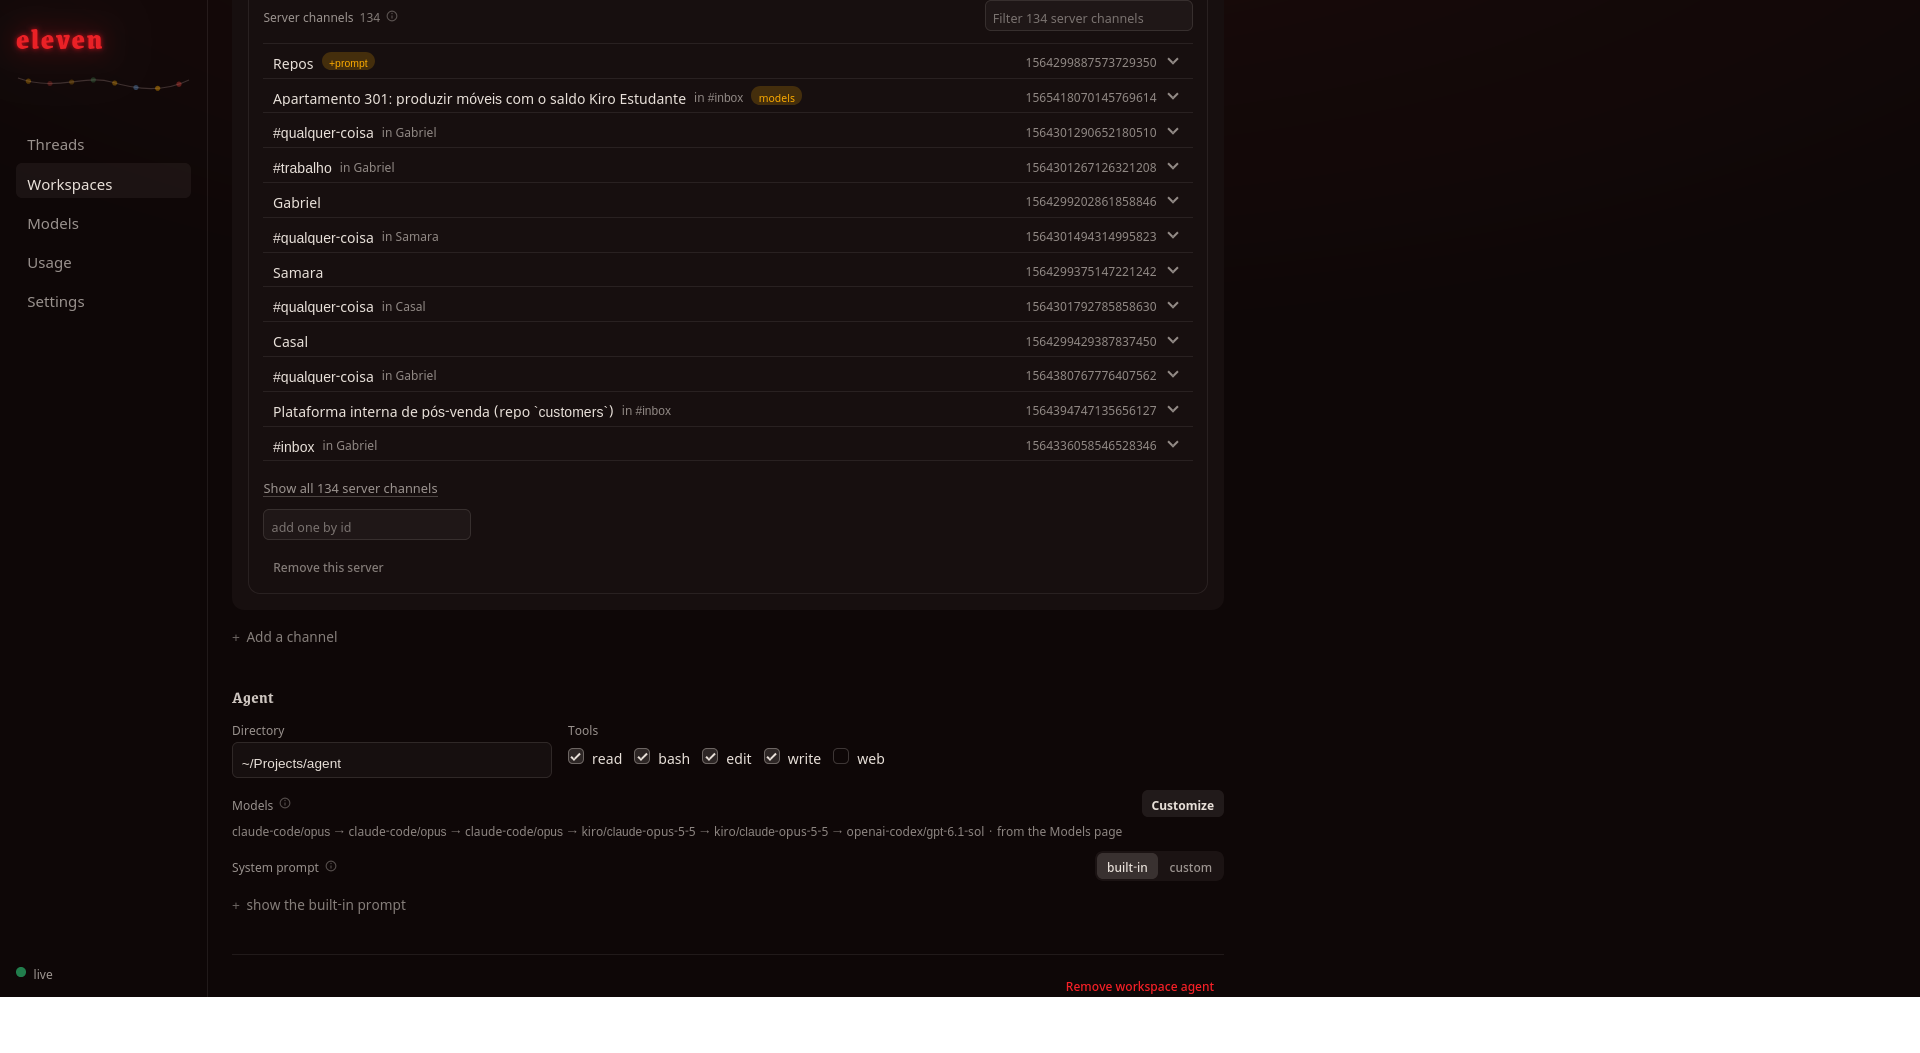 eleven
Threads
Workspaces
Models
Usage
Settings
live
Server channels 134
Filter 134 server channels
Repos +prompt 1564299887573729350
Apartamento 301: produzir móveis com o saldo Kiro Estudante in #inbox models 1565418070145769614
#qualquer-coisa in Gabriel 1564301290652180510
#trabalho in Gabriel 1564301267126321208
Gabriel 1564299202861858846
#qualquer-coisa in Samara 1564301494314995823
Samara 1564299375147221242
#qualquer-coisa in Casal 1564301792785858630
Casal 1564299429387837450
#qualquer-coisa in Gabriel 1564380767776407562
Plataforma interna de pós-venda (repo `customers`) in #inbox 1564394747135656127
#inbox in Gabriel 1564336058546528346
Show all 134 server channels
add one by id
Remove this server
+ Add a channel
Agent
Directory Tools
~/Projects/agent read bash edit write web
Models Customize
claude-code/opus → claude-code/opus → claude-code/opus → kiro/claude-opus-5-5 → kiro/claude-opus-5-5 → openai-codex/gpt-6.1-sol · from the Models page
System prompt built-in custom
+ show the built-in prompt
Remove workspace agent